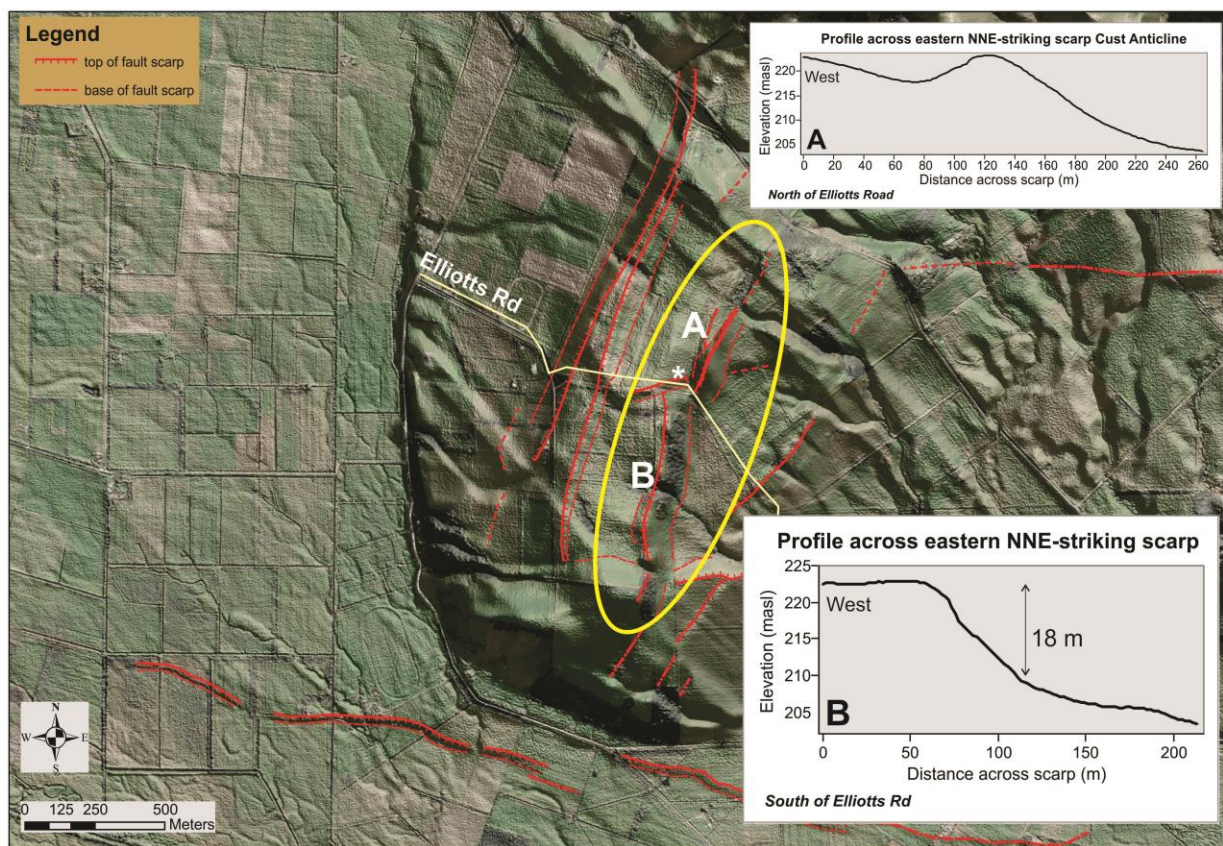 Legend
top of fault scarp
base of fault scarp
Profile across eastern NNE-striking scarp Cust Anticline
Elevation (masl)
220
215
210
205
West
A
0 20 40 60 80 100 120 140 160 180 200 220 240 260
Distance across scarp (m)
North of Elliotts Road
Elliotts Rd
A
*
B
Profile across eastern NNE-striking scarp
Elevation (masl)
225
220
215
210
205
West
18 m
B
0 50 100 150 200
Distance across scarp (m)
South of Elliotts Rd
N
W E
S
0 125 250 500
Meters